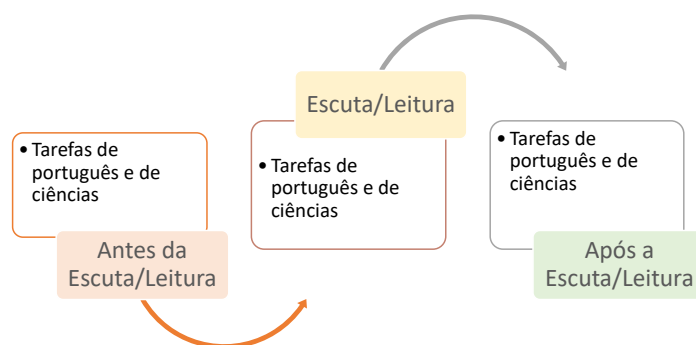 • Tarefas de
português e de
ciências
Antes da
Escuta/Leitura
Escuta/Leitura
• Tarefas de
português e de
ciências
• Tarefas de
português e de
ciências
Após a
Escuta/Leitura